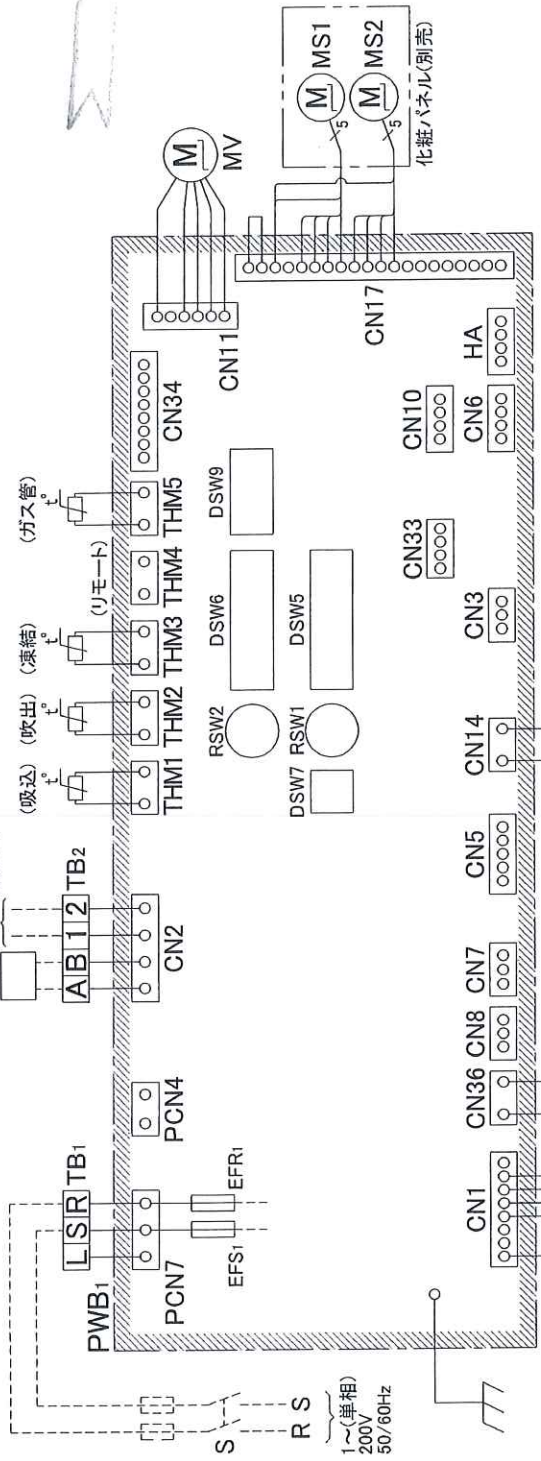 (吸込)
(吹出)
(凍結)
(リモート)
(ガス管)
t°
t°
t°
t°
L S R TB1
A B 1 2 TB2
PWB1
PCN7
PCN4
CN2
THM1
THM2
THM3
THM4
THM5
CN34
CN11
M
MV
EFS1
EFR1
RSW2
DSW6
DSW9
DSW7
RSW1
DSW5
M
MS1
M
MS2
5
5
化粧パネル(別売)
CN17
CN33
CN10
CN1
CN36
CN8
CN7
CN5
CN14
CN3
CN6
HA
S
R S
1~(単相)
200V
50/60Hz